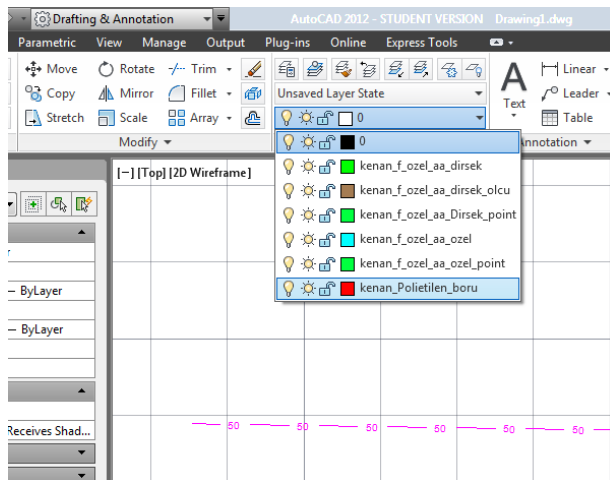 Drafting & Annotation
AutoCAD 2012 - STUDENT VERSION Drawing1.dwg
Parametric View Manage Output Plug-ins Online Express Tools
Move Rotate Trim
Copy Mirror Fillet
Stretch Scale Array
Unsaved Layer State
0
Text
Linear
Leader
Table
Modify
nnotation
0
kenan_f_ozel_aa_dirsek
kenan_f_ozel_aa_dirsek_olcu
kenan_f_ozel_aa_Dirsek_point
kenan_f_ozel_aa_ozel
kenan_f_ozel_aa_ozel_point
kenan_Polietilen_boru
[−] [Top] [2D Wireframe]
ByLayer
ByLayer
Receives Shad...
50 50 50 50 50 50